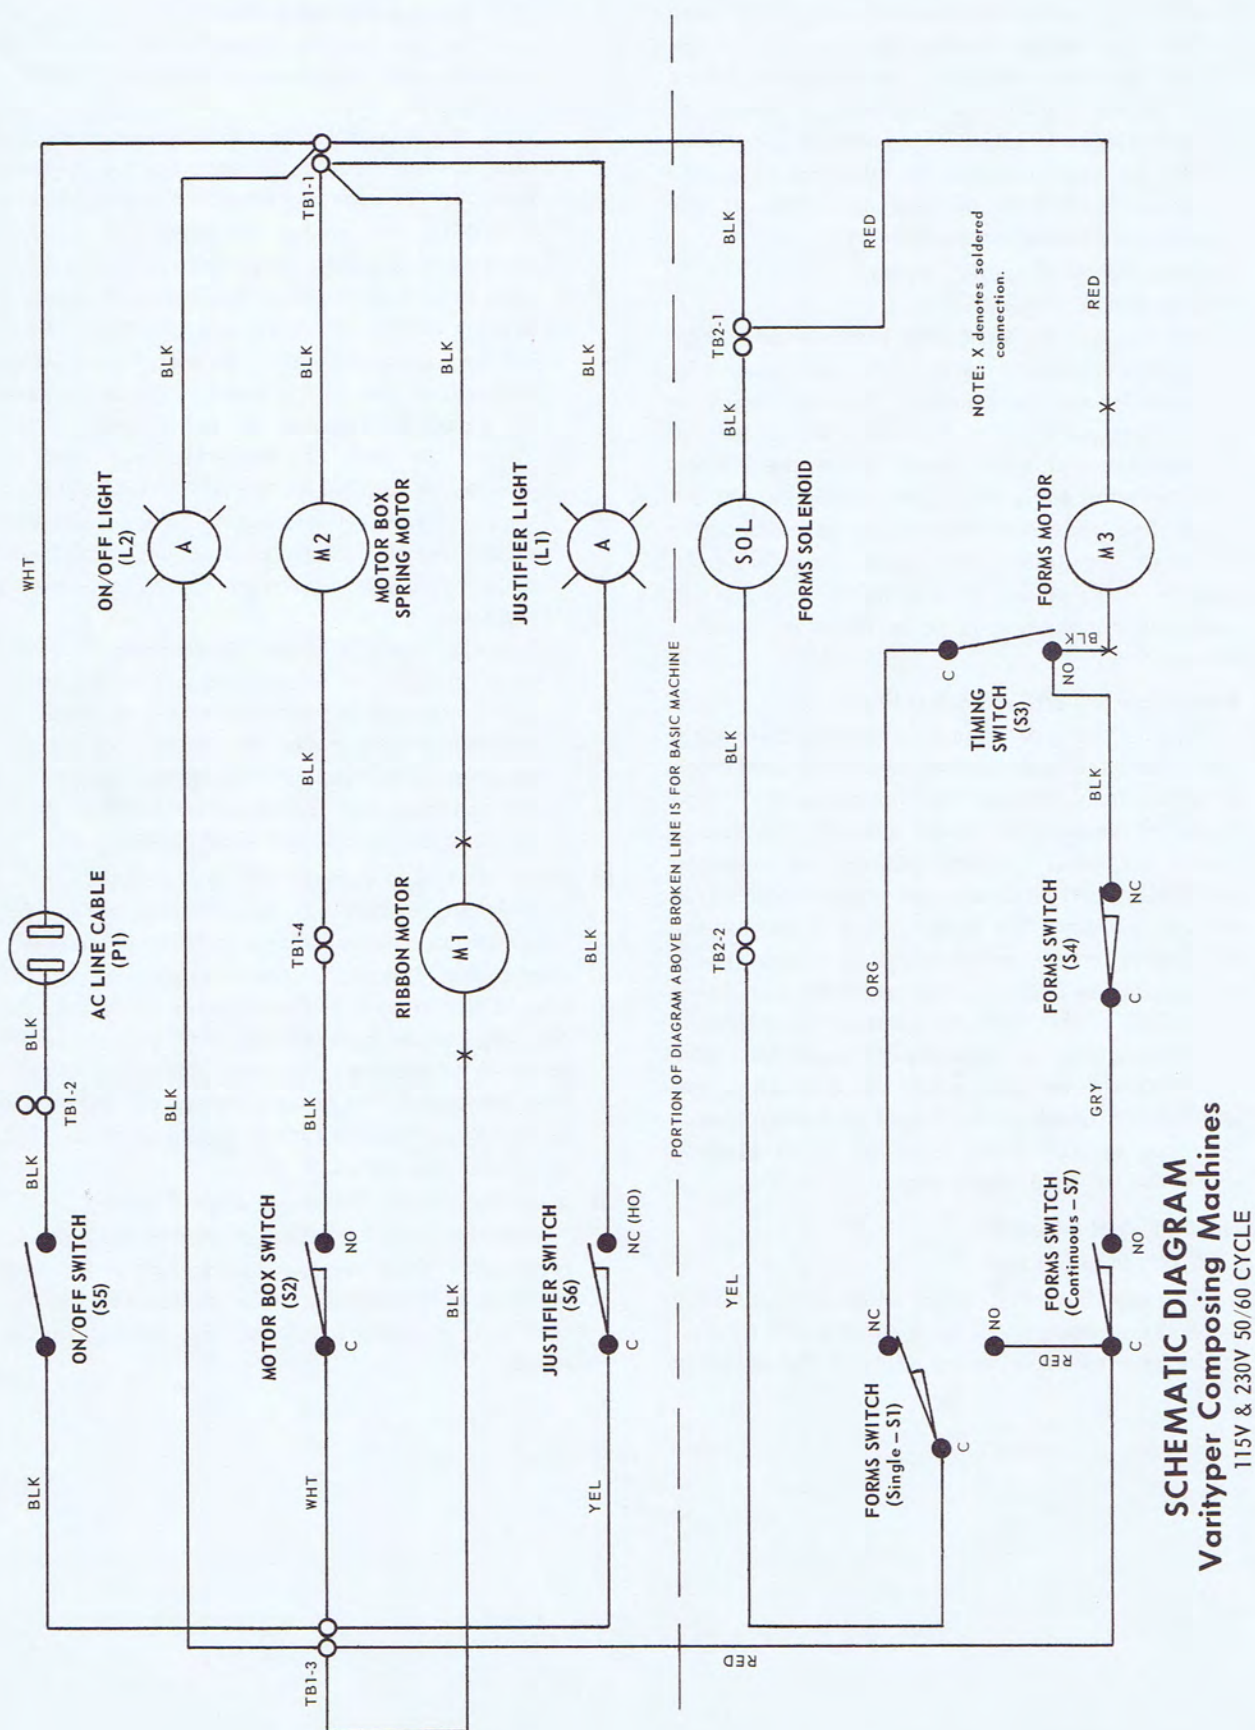 BLK
ON/OFF SWITCH
(S5)
BLK
TB1-2
BLK
AC LINE CABLE
(P1)
WHT
BLK
ON/OFF LIGHT
(L2)
BLK
TB1-3
WHT
MOTOR BOX SWITCH
(S2)
C
NO
BLK
TB1-4
BLK
M2
MOTOR BOX
SPRING MOTOR
BLK
TB1-1
A
BLK
RIBBON MOTOR
M1
X
X
BLK
YEL
JUSTIFIER SWITCH
(S6)
C
NC (HO)
BLK
JUSTIFIER LIGHT
(L1)
A
BLK
PORTION OF DIAGRAM ABOVE BROKEN LINE IS FOR BASIC MACHINE
RED
YEL
TB2-2
BLK
SOL
FORMS SOLENOID
BLK
TB2-1
BLK
FORMS SWITCH
(Single – S1)
C
NC
ORG
TIMING
SWITCH
(S3)
C
NO
BLK
RED
NOTE: X denotes soldered
connection.
NO
RED
FORMS SWITCH
(Continuous – S7)
C
NO
GRY
FORMS SWITCH
(S4)
C
NC
BLK
X
FORMS MOTOR
M3
X
RED
SCHEMATIC DIAGRAM
Varityper Composing Machines
115V & 230V 50/60 CYCLE